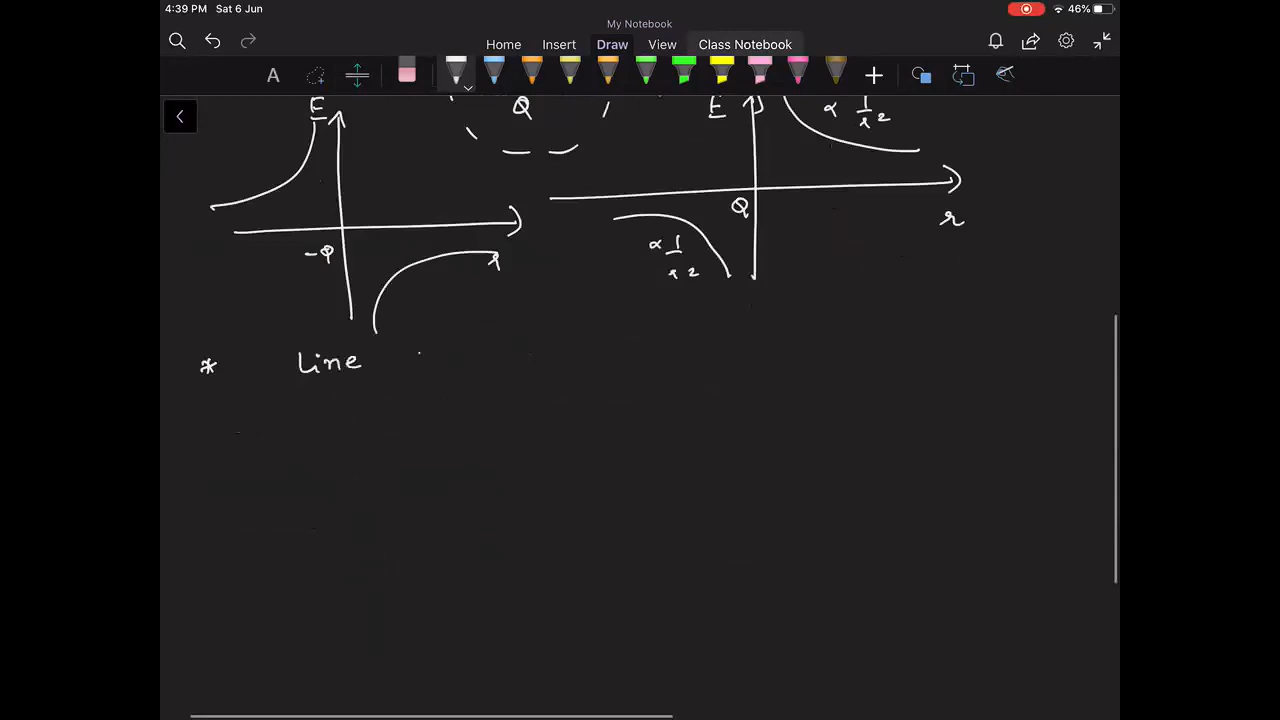 4:39 PM Sat 6 Jun
46%
My Notebook
Home Insert Draw View Class Notebook
A
E
Q
E
∝ 1/r²
-Q
r
Q
r
∝ 1/r²
* Line